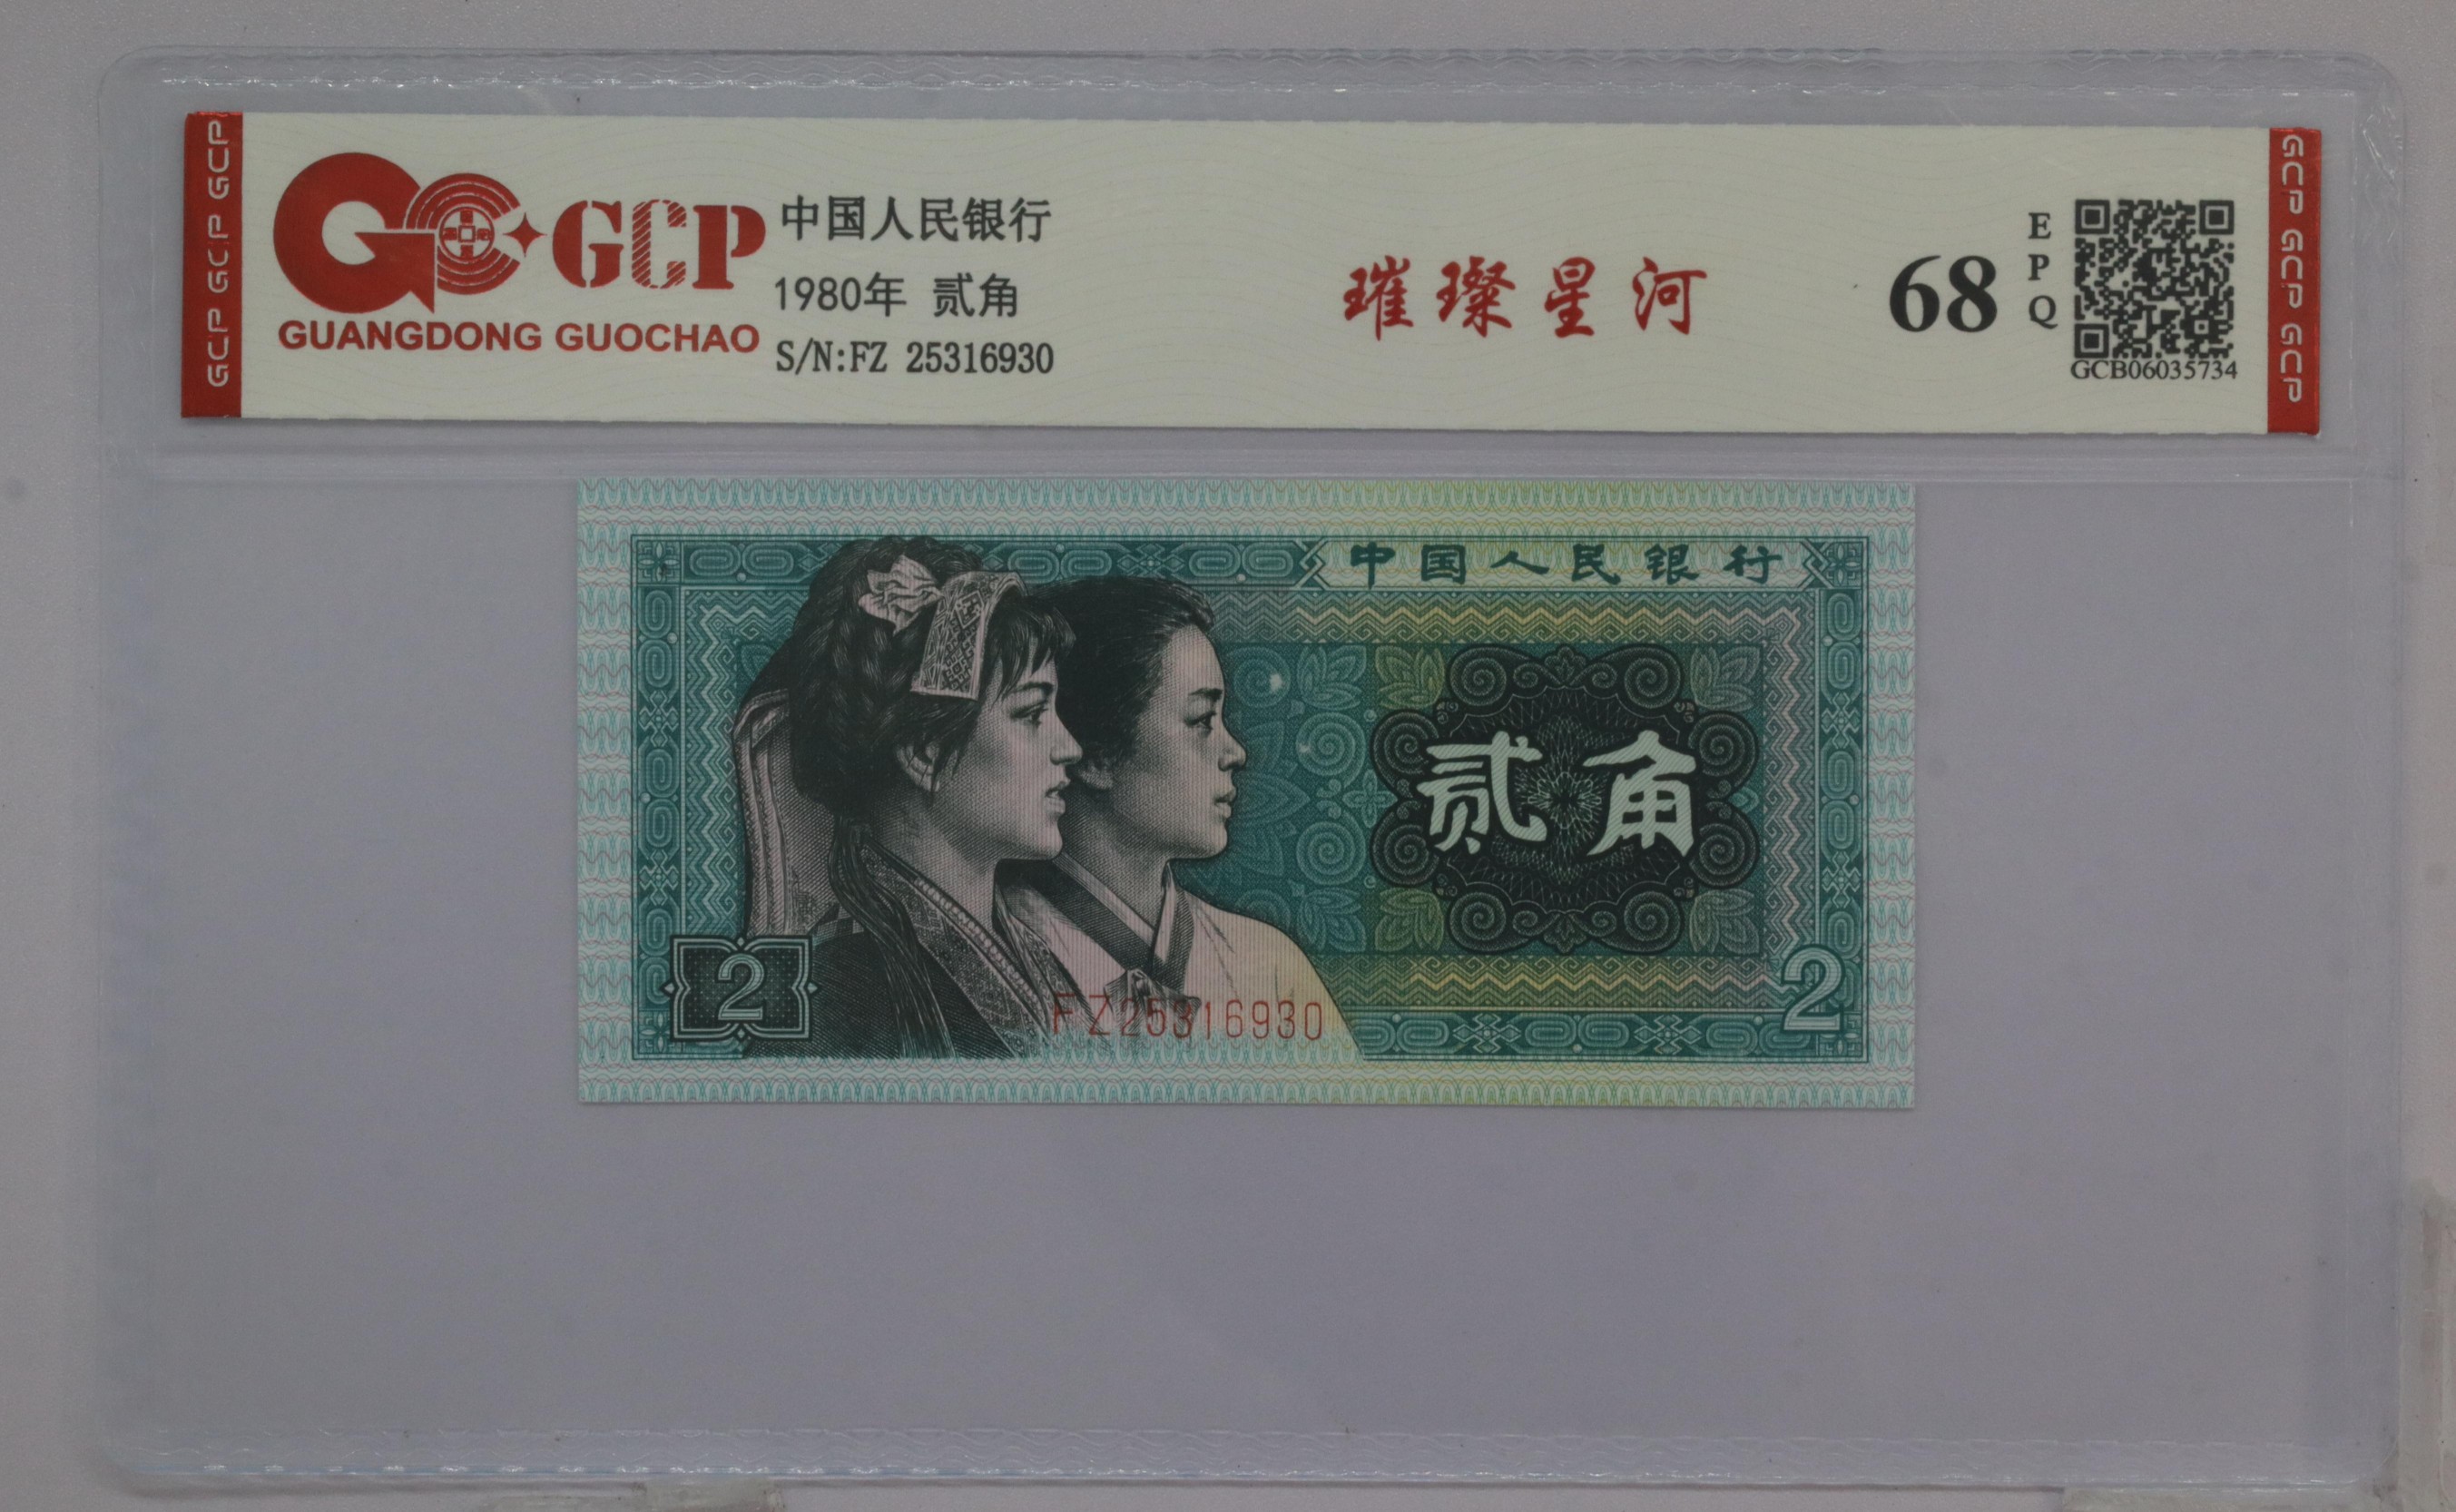 GCP GCP GCP
GCP
GUANGDONG GUOCHAO
中国人民银行
1980年 贰角
S/N:FZ 25316930
璀璨星河
68
EPQ
GCB06035734
GCP GCP GCP
中国人民银行
贰角
2
FZ25316930
2